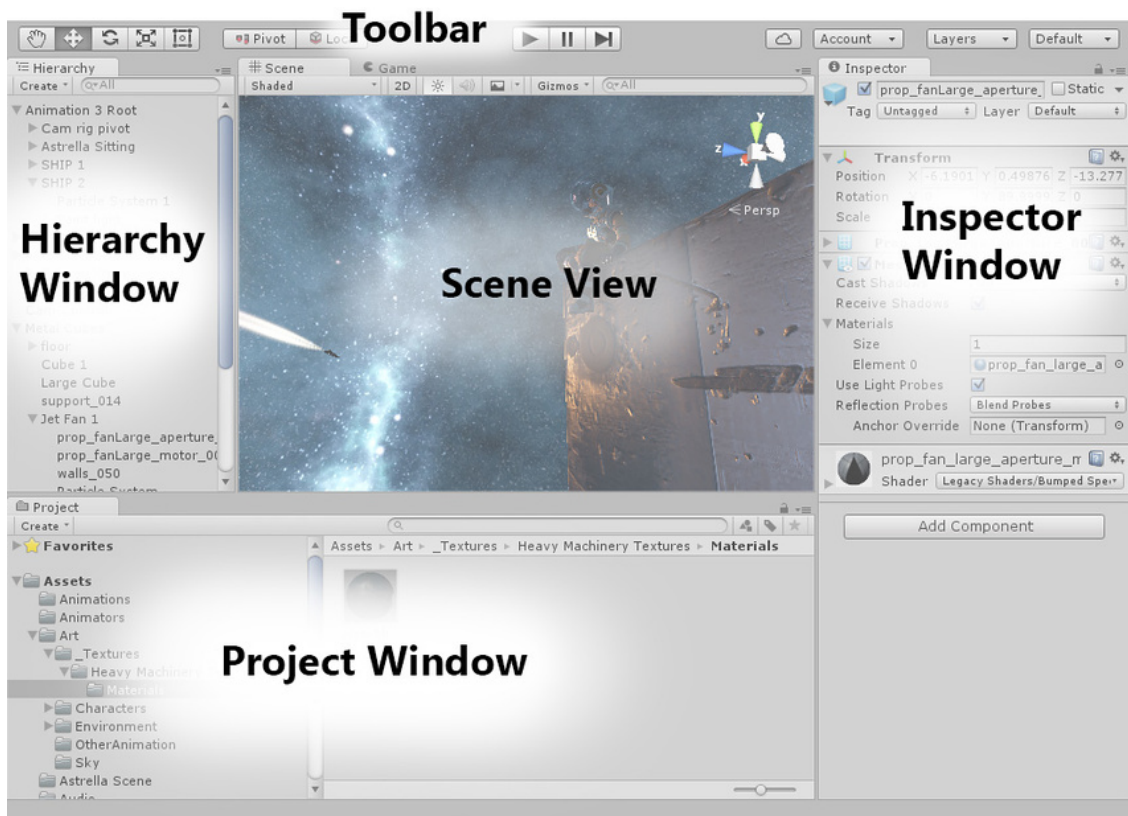 Toolbar
Pivot
Account
Layers
Default
Hierarchy
Create
All
Animation 3 Root
Cam rig pivot
Astrella Sitting
SHIP 1
SHIP 2
Particle System 1
Hierarchy
Window
floor
Cube 1
Large Cube
support_014
Jet Fan 1
prop_fanLarge_aperture_
prop_fanLarge_motor_00
walls_050
Particle System
Scene
Game
Shaded
2D
Gizmos
All
y
z
x
Persp
Scene View
Inspector
prop_fanLarge_aperture_
Static
Tag
Untagged
Layer
Default
Transform
Position X -6.1901 Y 0.49876 Z -13.277
Rotation
Z 0
Scale
Inspector
Window
Receive Shadows
Materials
Size 1
Element 0 prop_fan_large_a
Use Light Probes
Reflection Probes Blend Probes
Anchor Override None (Transform)
prop_fan_large_aperture_m
Shader Legacy Shaders/Bumped Spe
Add Component
Project
Create
Favorites
Assets
Animations
Animators
Art
_Textures
Heavy Machinery
Materials
Characters
Environment
OtherAnimation
Sky
Astrella Scene
Audio
Assets Art _Textures Heavy Machinery Textures Materials
Project Window